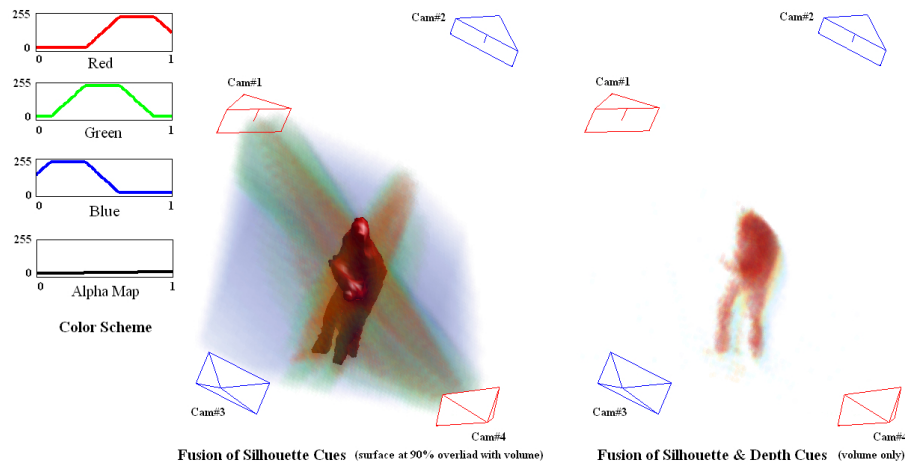 255
0
0 1
Red
255
0
0 1
Green
255
0
0 1
Blue
255
0
0 1
Alpha Map
Color Scheme
Cam#2
Cam#1
Cam#3
Cam#4
Fusion of Silhouette Cues (surface at 90% overliad with volume)
Cam#2
Cam#1
Cam#3
Cam#4
Fusion of Silhouette & Depth Cues (volume only)